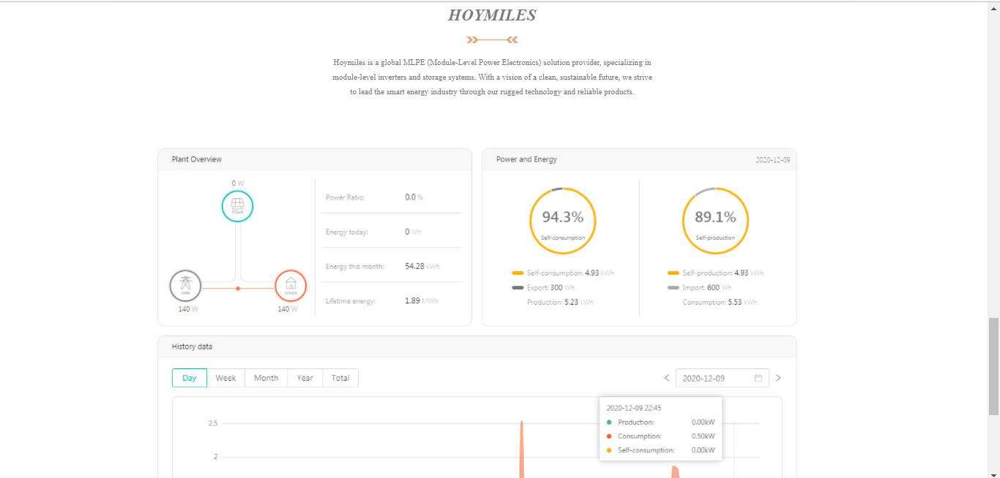 HOYMILES
Hoymiles is a global MLPE (Module-Level Power Electronics) solution provider, specializing in
module-level inverters and storage systems. With a vision of a clean, sustainable future, we strive
to lead the smart energy industry through our rugged technology and reliable products.
Plant Overview
0 W
SOLAR
GRID
140 W
LOADS
140 W
Power Ratio: 0.0 %
Energy today: 0 Wh
Energy this month: 54.28 kWh
Lifetime energy: 1.89 MWh
Power and Energy 2020-12-09
94.3%
Self-consumption
Self-consumption: 4.93 kWh
Export: 300 Wh
Production: 5.23 kWh
89.1%
Self-production
Self-production: 4.93 kWh
Import: 600 Wh
Consumption: 5.53 kWh
History data
Day Week Month Year Total
< 2020-12-09 >
2020-12-09 22:45
Production: 0.00kW
Consumption: 0.50kW
Self-consumption: 0.00kW
2.5
2